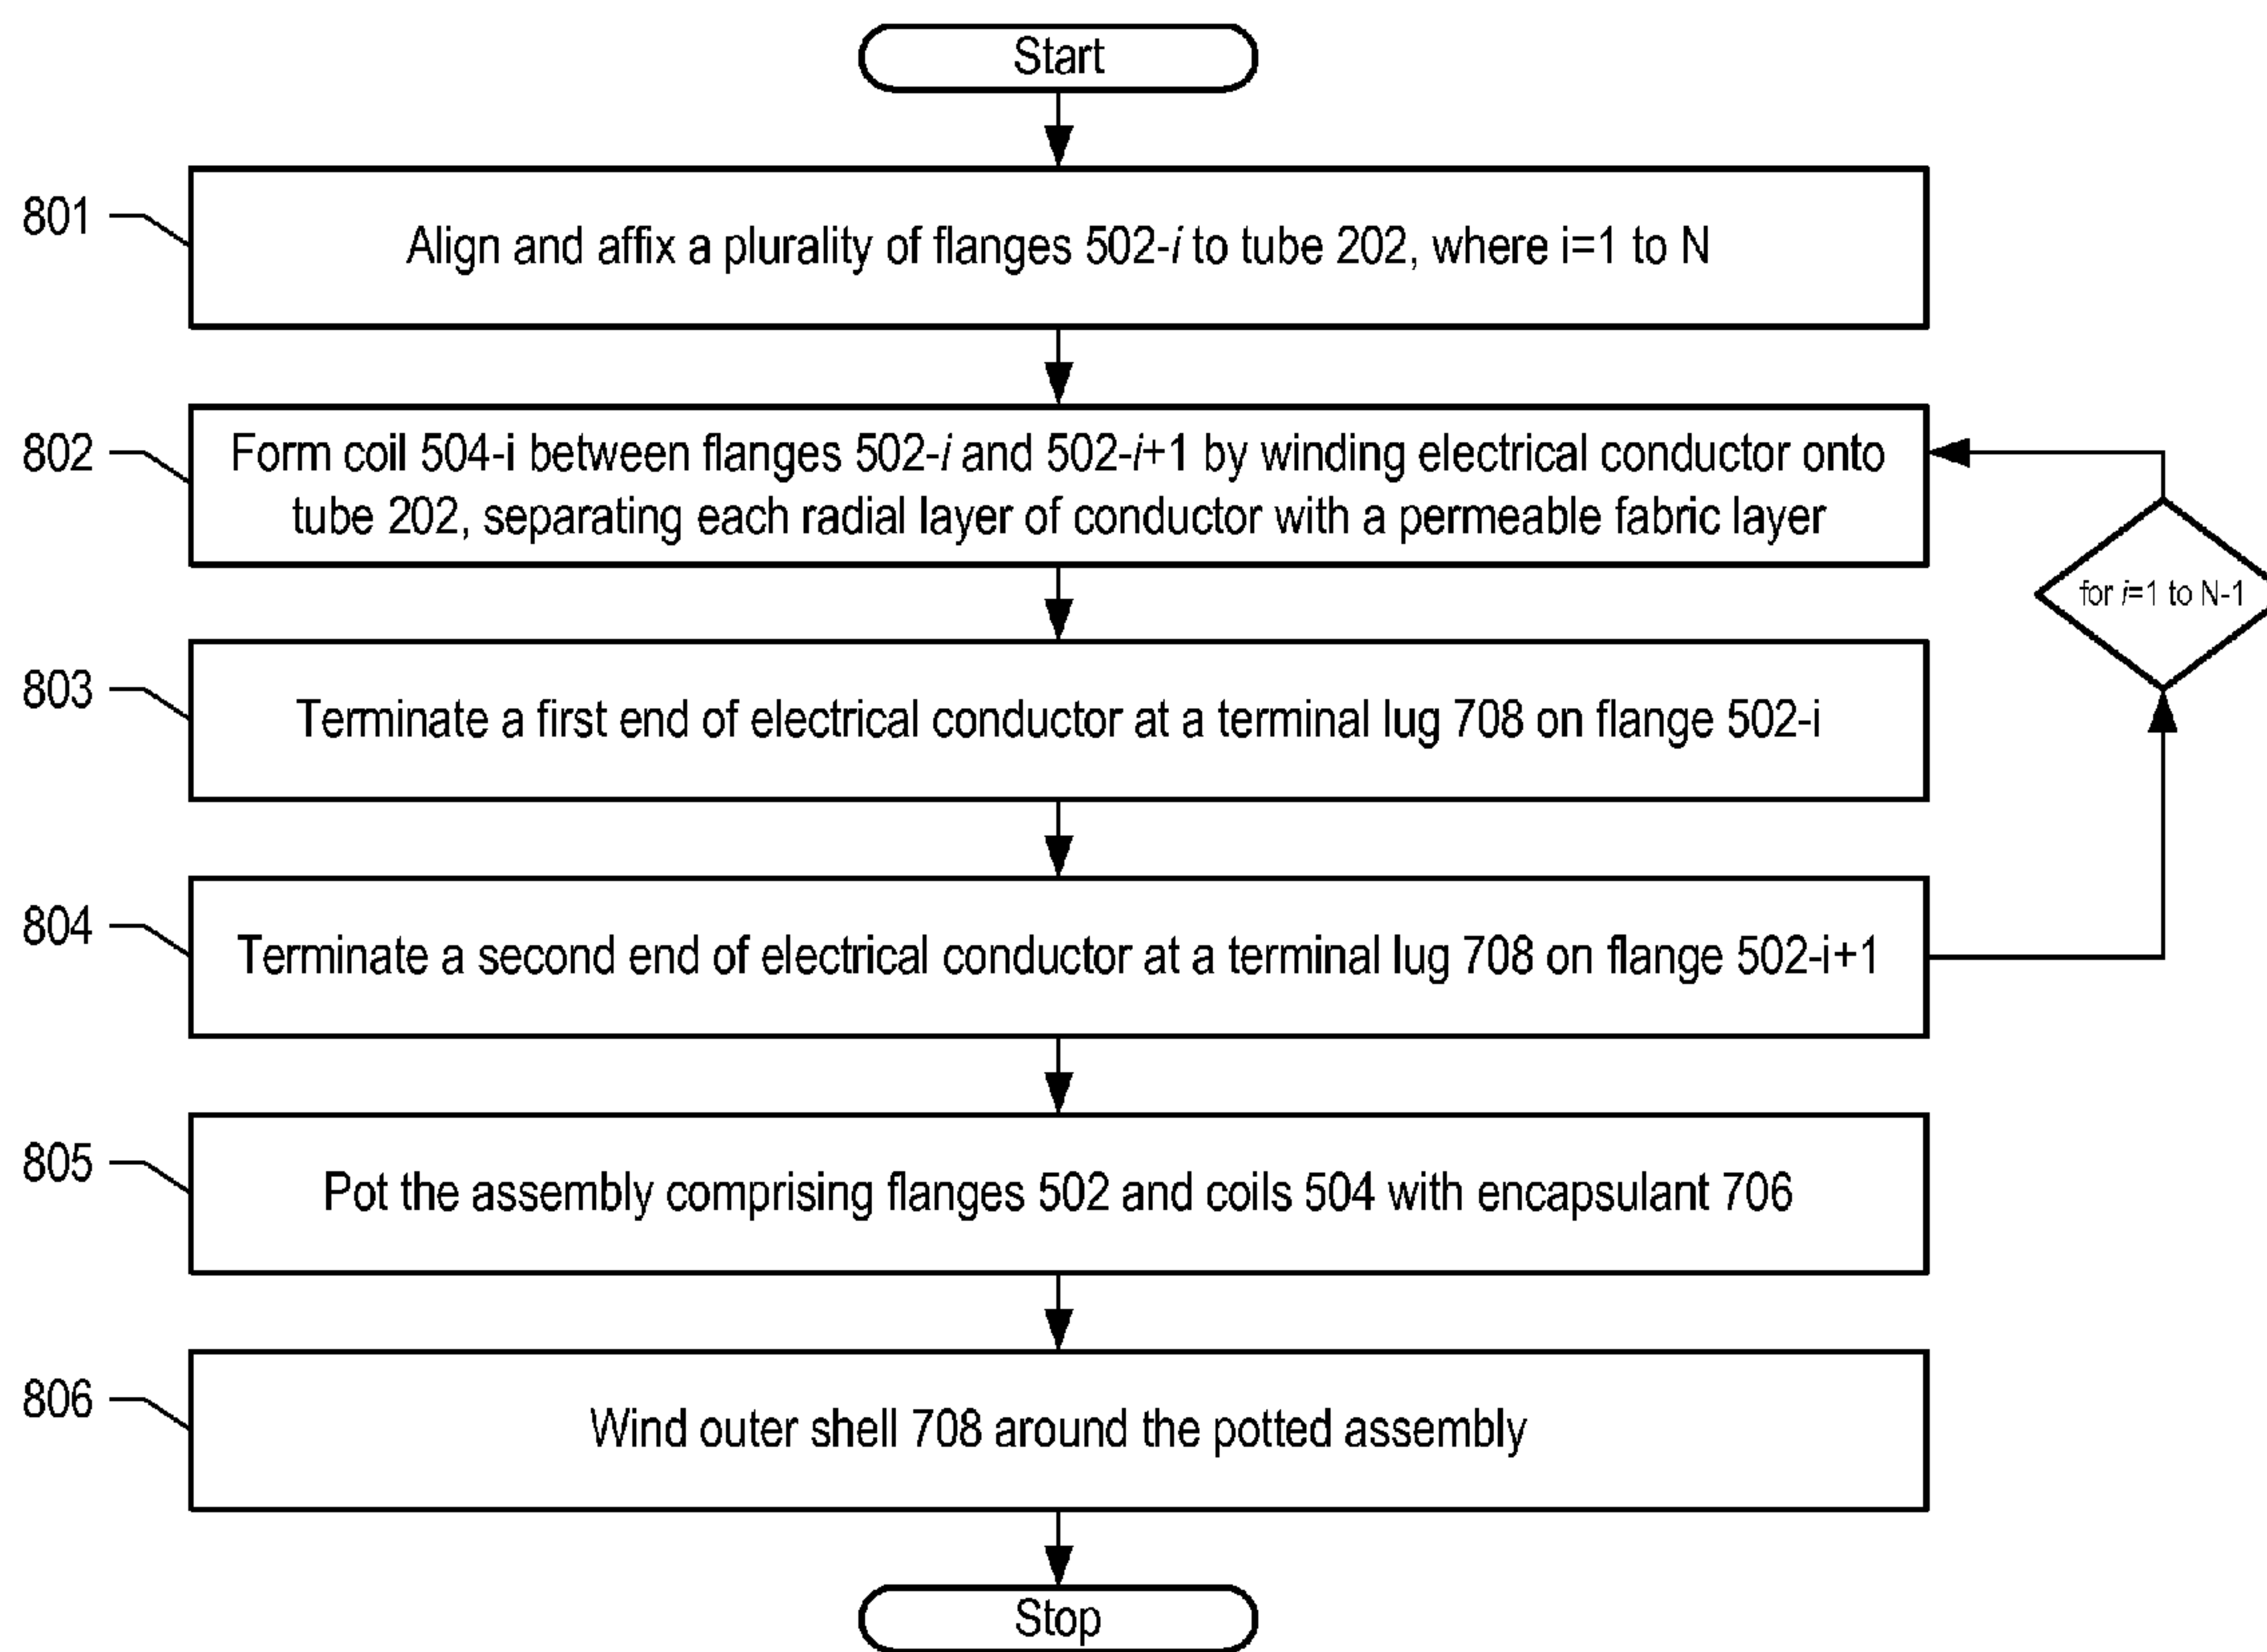 Start
801
Align and affix a plurality of flanges 502-i to tube 202, where i=1 to N
802
Form coil 504-i between flanges 502-i and 502-i+1 by winding electrical conductor onto
tube 202, separating each radial layer of conductor with a permeable fabric layer
for i=1 to N-1
803
Terminate a first end of electrical conductor at a terminal lug 708 on flange 502-i
804
Terminate a second end of electrical conductor at a terminal lug 708 on flange 502-i+1
805
Pot the assembly comprising flanges 502 and coils 504 with encapsulant 706
806
Wind outer shell 708 around the potted assembly
Stop